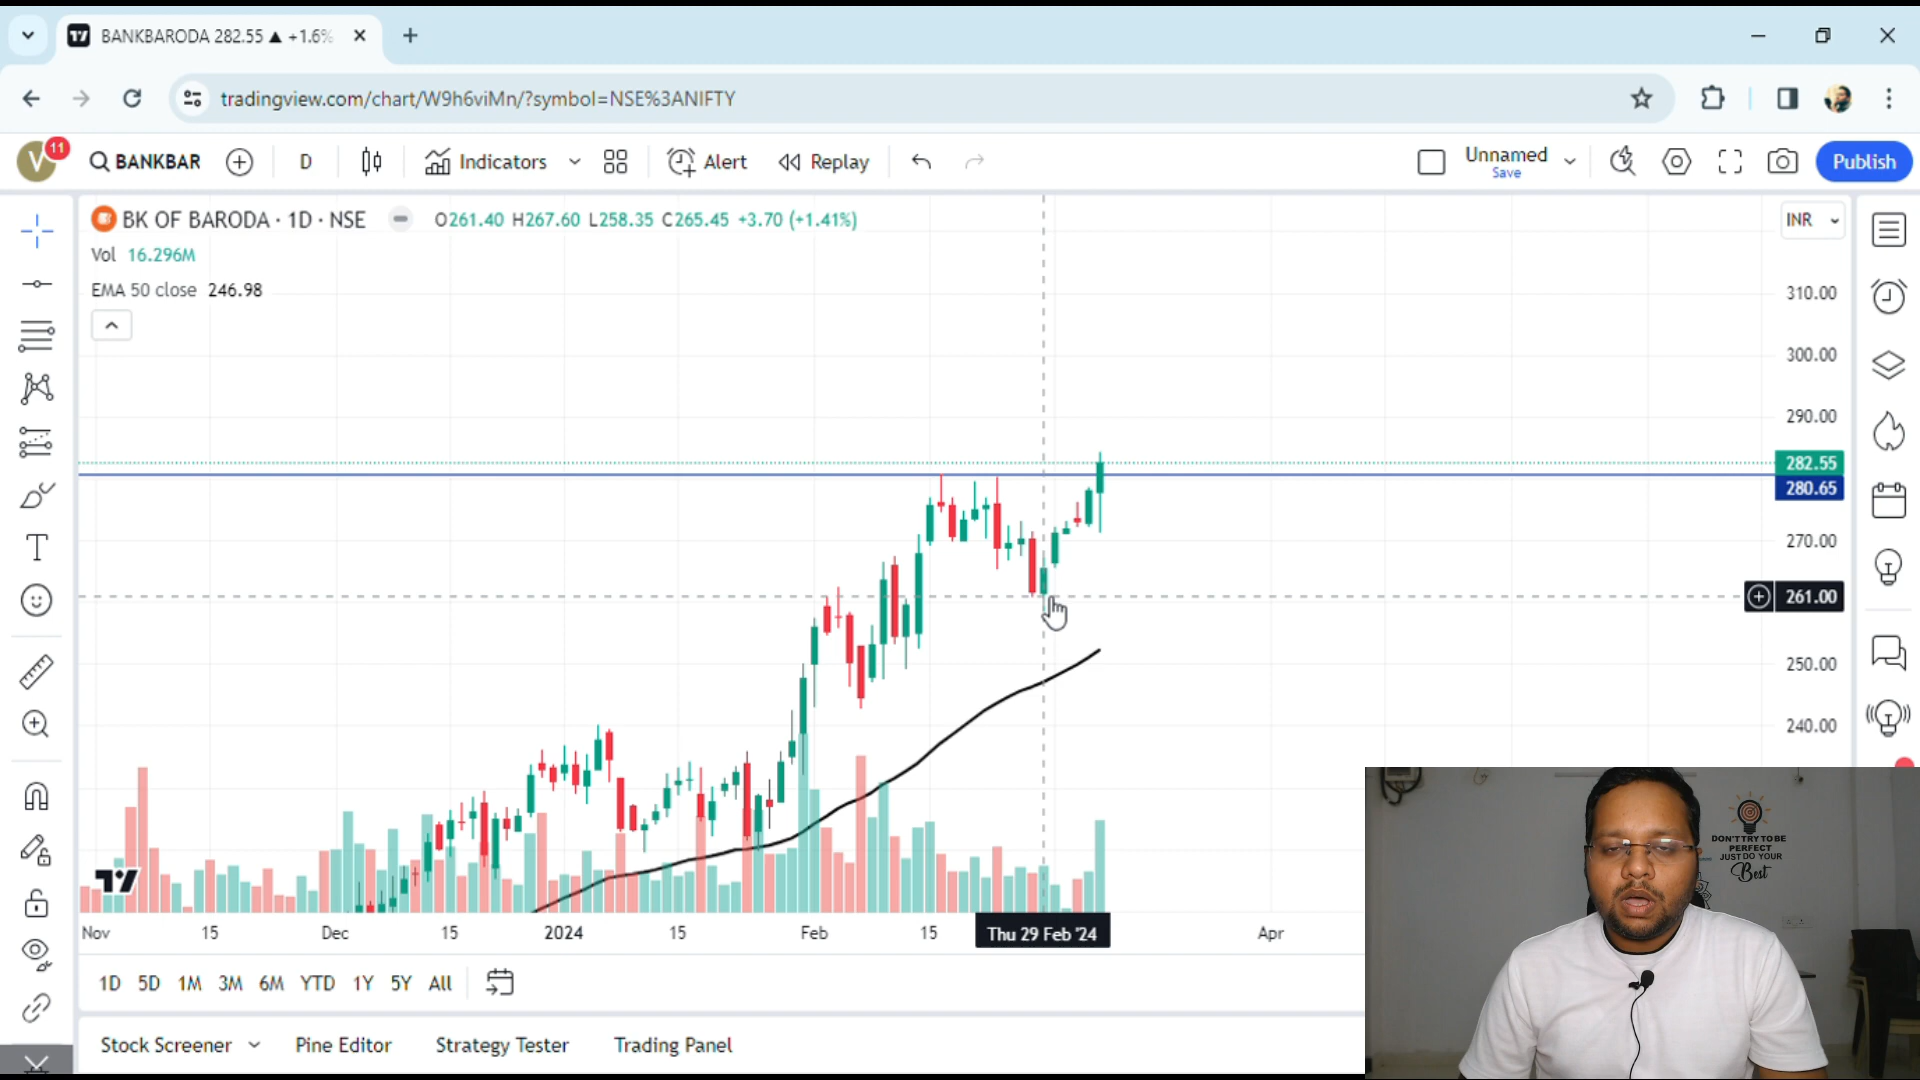 BANKBARODA 282.55 ▲ +1.6%
tradingview.com/chart/W9h6viMn/?symbol=NSE%3ANIFTY
V 11 BANKBAR D Indicators Alert Replay Unnamed Save Publish
BK OF BARODA · 1D · NSE O261.40 H267.60 L258.35 C265.45 +3.70 (+1.41%) INR
Vol 16.296M
EMA 50 close 246.98
310.00
300.00
290.00
282.55
280.65
270.00
261.00
250.00
240.00
Nov 15 Dec 15 2024 15 Feb 15 Thu 29 Feb '24 Apr
1D 5D 1M 3M 6M YTD 1Y 5Y All
Stock Screener Pine Editor Strategy Tester Trading Panel
DON'T TRY TO BE
PERFECT
JUST DO YOUR
Best